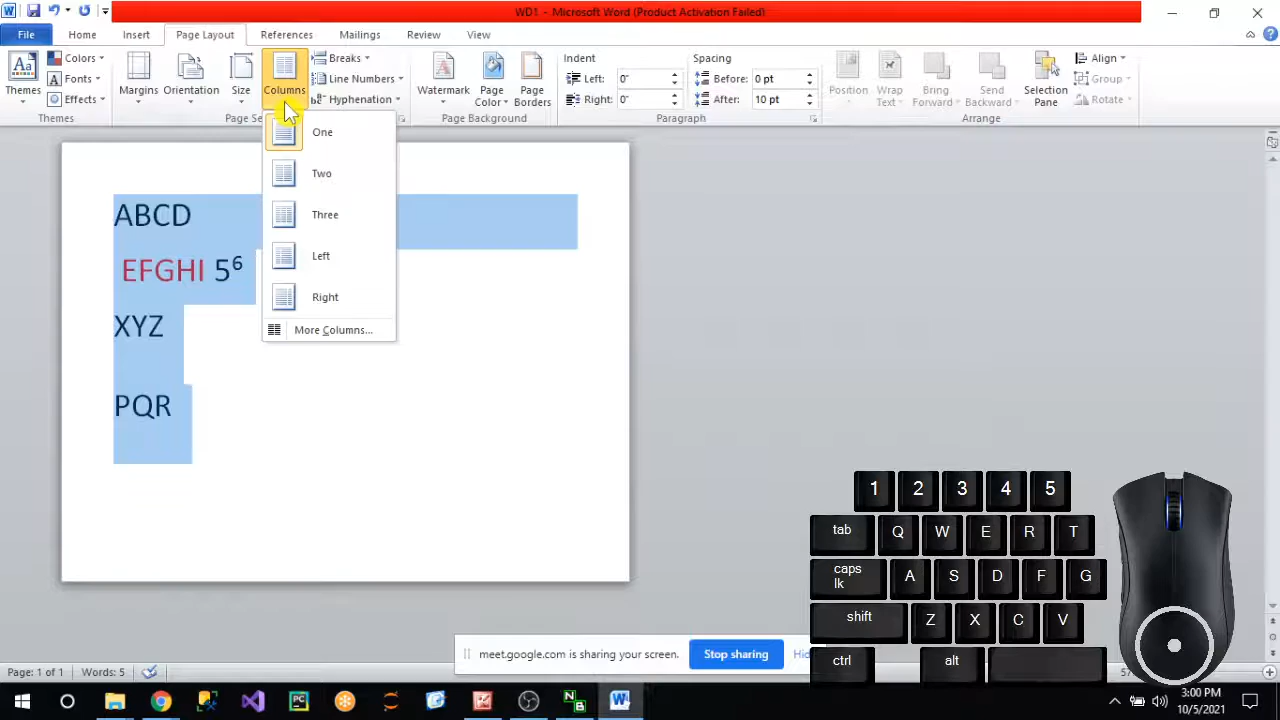 WD1 - Microsoft Word (Product Activation Failed)
File Home Insert Page Layout References Mailings Review View
Themes
Colors
Fonts
Effects
Themes
Margins
Orientation
Size
Columns
Breaks
Line Numbers
Hyphenation
Page Se
Watermark
Page Color
Page Borders
Page Background
Indent
Left: 0"
Right: 0"
Spacing
Before: 0 pt
After: 10 pt
Paragraph
Position
Wrap Text
Bring Forward
Send Backward
Selection Pane
Align
Group
Rotate
Arrange
One
Two
Three
Left
Right
More Columns...
ABCD
EFGHI 5⁶
XYZ
PQR
1 2 3 4 5
tab Q W E R T
caps lk A S D F G
shift Z X C V
ctrl alt
meet.google.com is sharing your screen. Stop sharing Hid
Page: 1 of 1 Words: 5
3:00 PM
10/5/2021